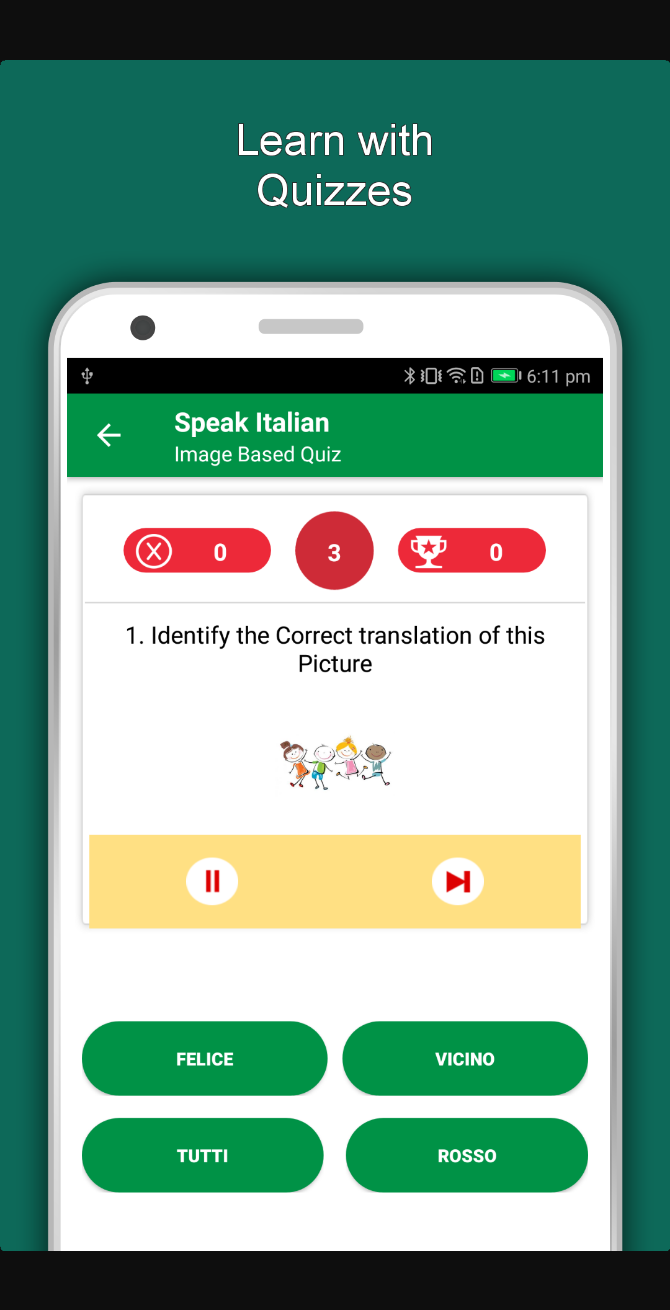 Learn with
Quizzes
6:11 pm
Speak Italian
Image Based Quiz
0 3 0
1. Identify the Correct translation of this
Picture
FELICE VICINO
TUTTI ROSSO